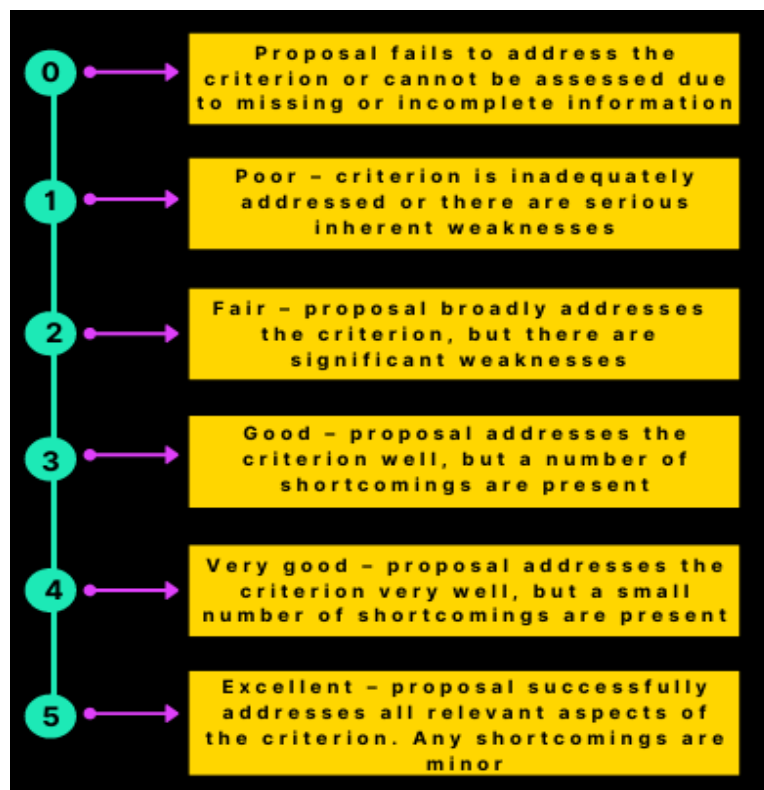 0
Proposal fails to address the
criterion or cannot be assessed due
to missing or incomplete information
1
Poor – criterion is inadequately
addressed or there are serious
inherent weaknesses
2
Fair – proposal broadly addresses
the criterion, but there are
significant weaknesses
3
Good – proposal addresses the
criterion well, but a number of
shortcomings are present
4
Very good – proposal addresses the
criterion very well, but a small
number of shortcomings are present
5
Excellent – proposal successfully
addresses all relevant aspects of
the criterion. Any shortcomings are
minor